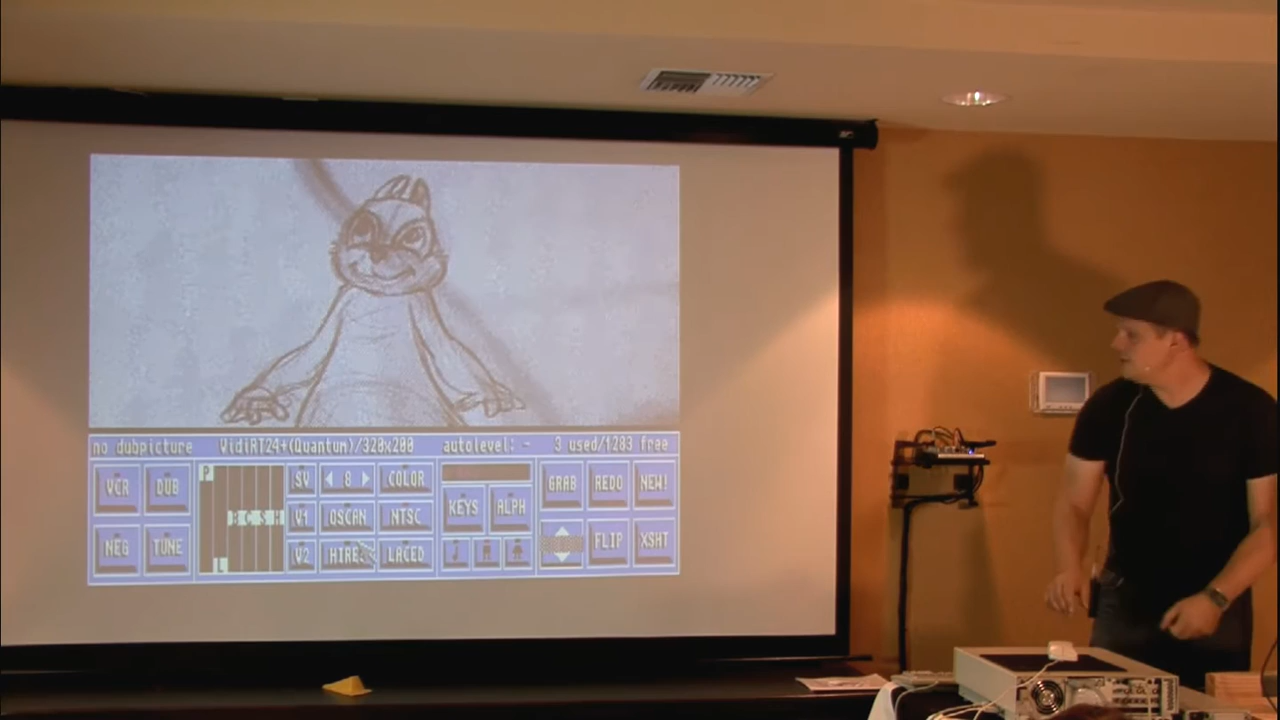 no dubpicture VidiRT24+(Quantum)/320x200 autolevel: - 3 used/1283 free
VCR DUB P SV 8 COLOR KEYS ALPH GRAB REDO NEW!
B C S H V1 OSCAN NTSC
NEG TUNE L V2 HIRES LACED FLIP XSHT